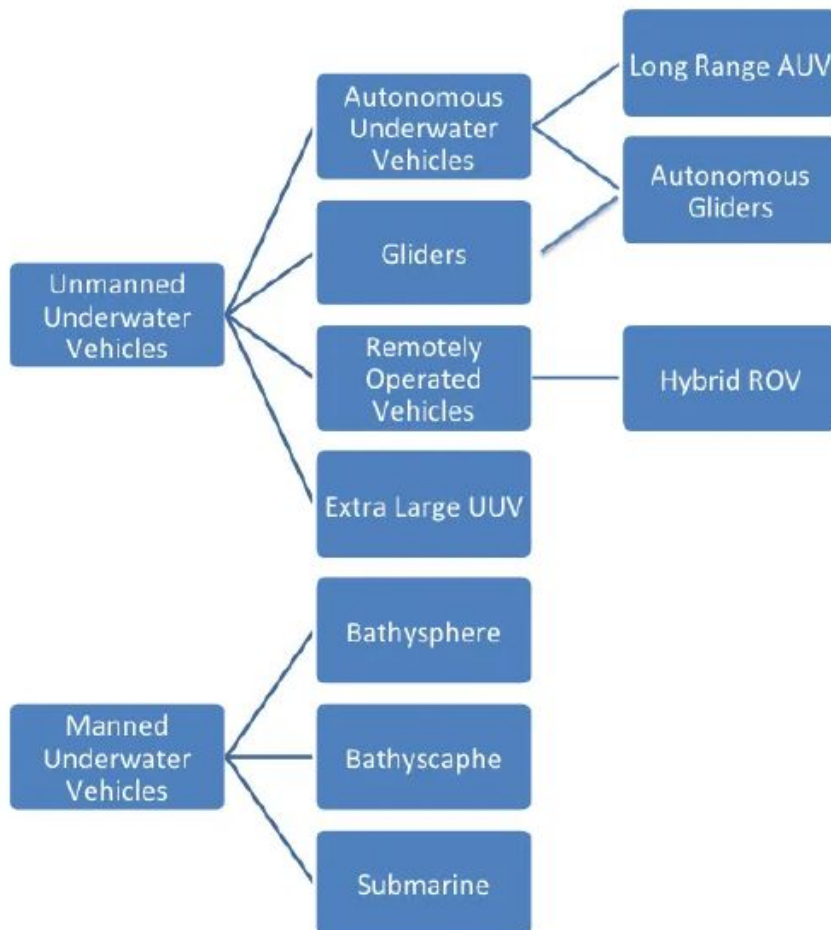 Long Range AUV
Autonomous
Underwater
Vehicles
Autonomous
Gliders
Gliders
Unmanned
Underwater
Vehicles
Remotely
Operated
Vehicles
Hybrid ROV
Extra Large UUV
Bathysphere
Manned
Underwater
Vehicles
Bathyscaphe
Submarine